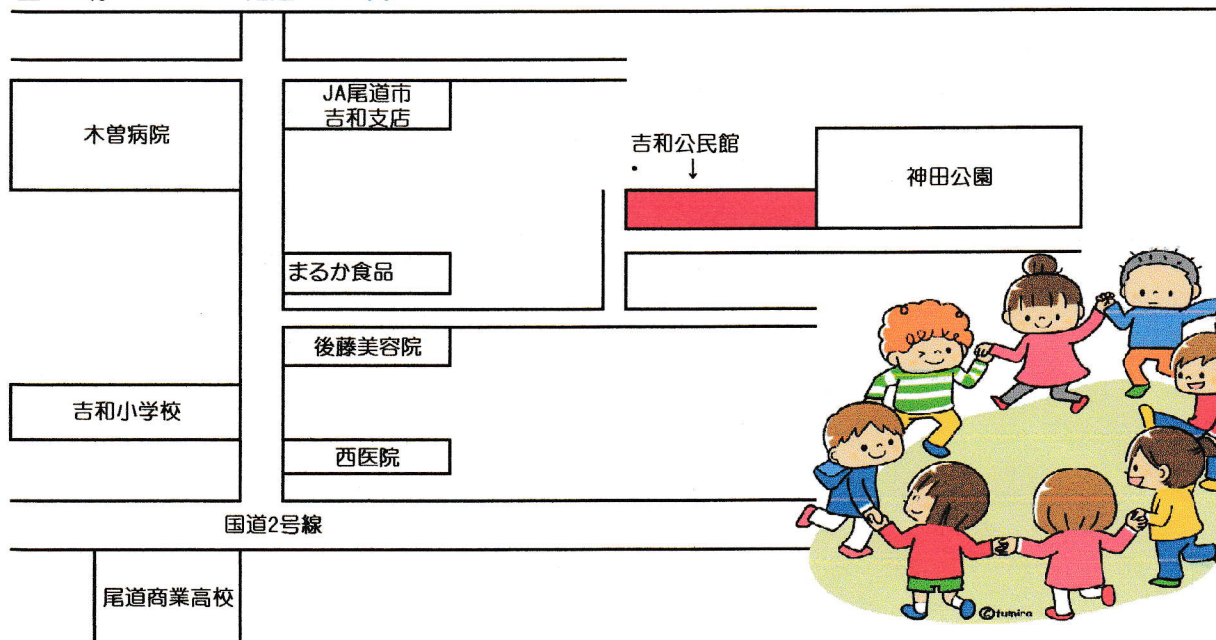 JA尾道市
吉和支店
木曽病院
吉和公民館
↓
神田公園
まるか食品
後藤美容院
吉和小学校
西医院
国道2号線
尾道商業高校
©fumira